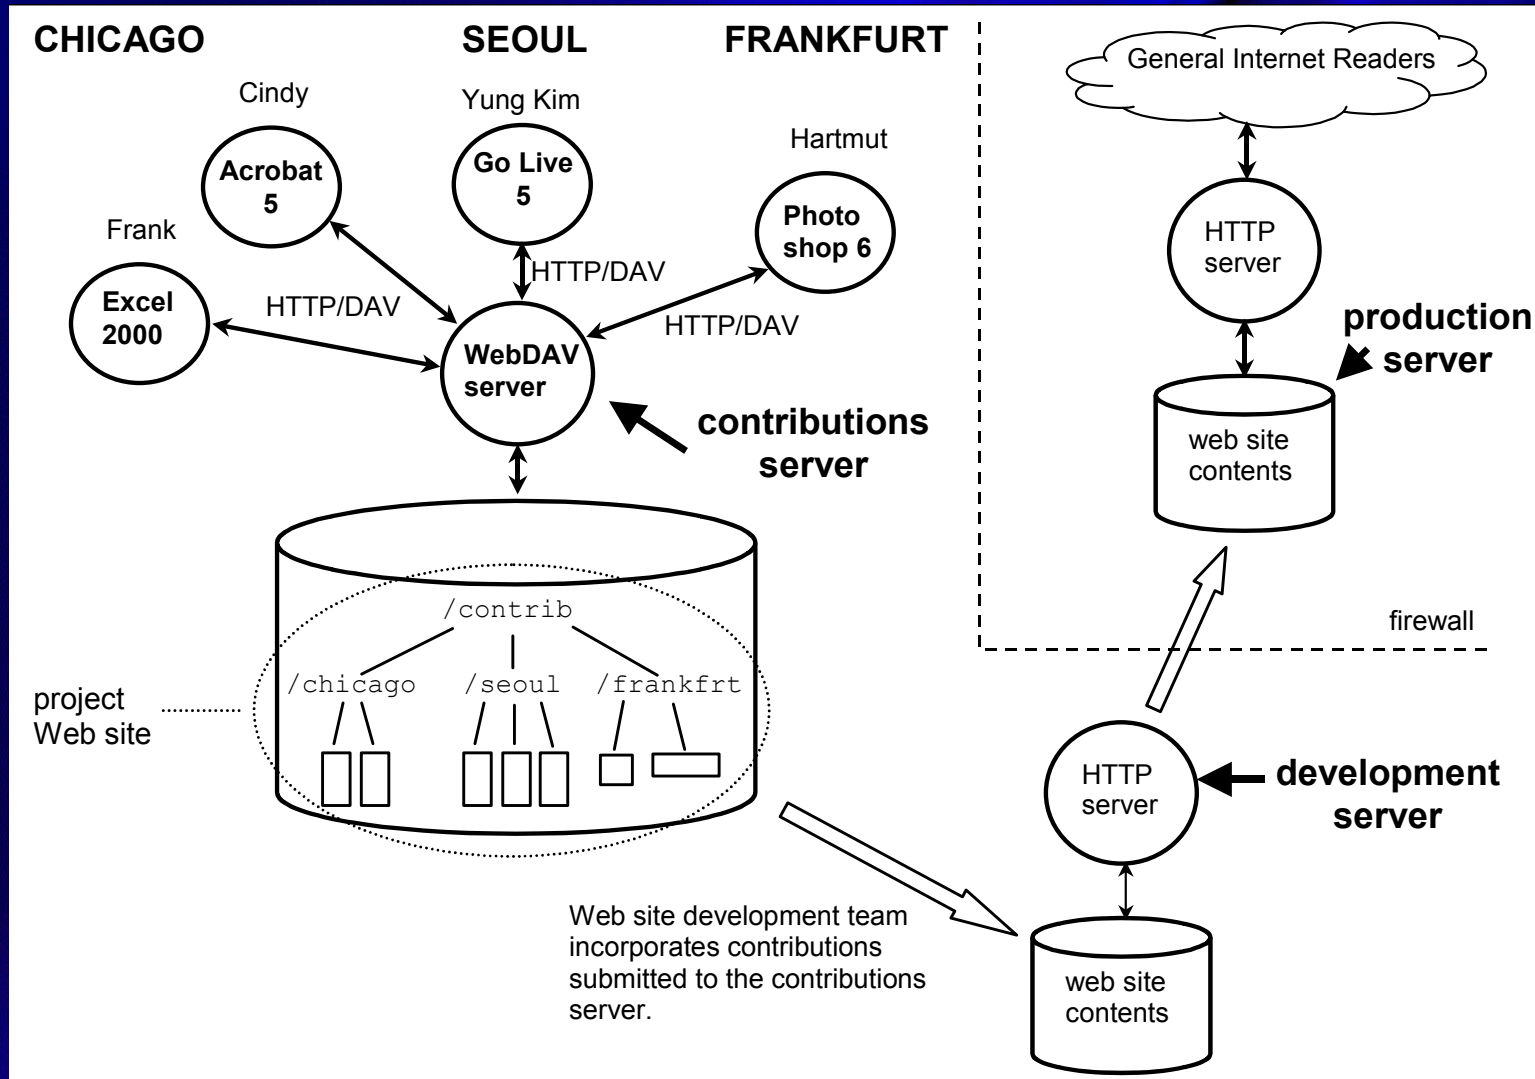 CHICAGO
SEOUL
FRANKFURT
Cindy
Yung Kim
Hartmut
Frank
Acrobat
5
Go Live
5
Photo
shop 6
Excel
2000
HTTP/DAV
HTTP/DAV
HTTP/DAV
WebDAV
server
contributions
server
/contrib
/chicago
/seoul
/frankfrt
project
Web site
Web site development team
incorporates contributions
submitted to the contributions
server.
General Internet Readers
HTTP
server
production
server
web site
contents
firewall
HTTP
server
development
server
web site
contents